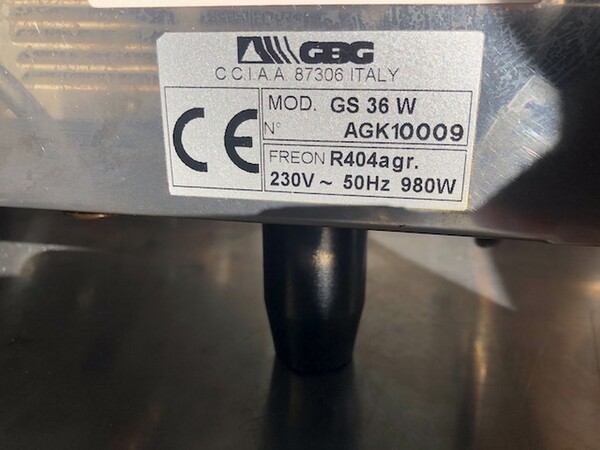 GBG
C.C.I.A.A. 87306 ITALY
CE
MOD. GS 36 W
N° AGK10009
FREON R404agr.
230V ~ 50Hz 980W